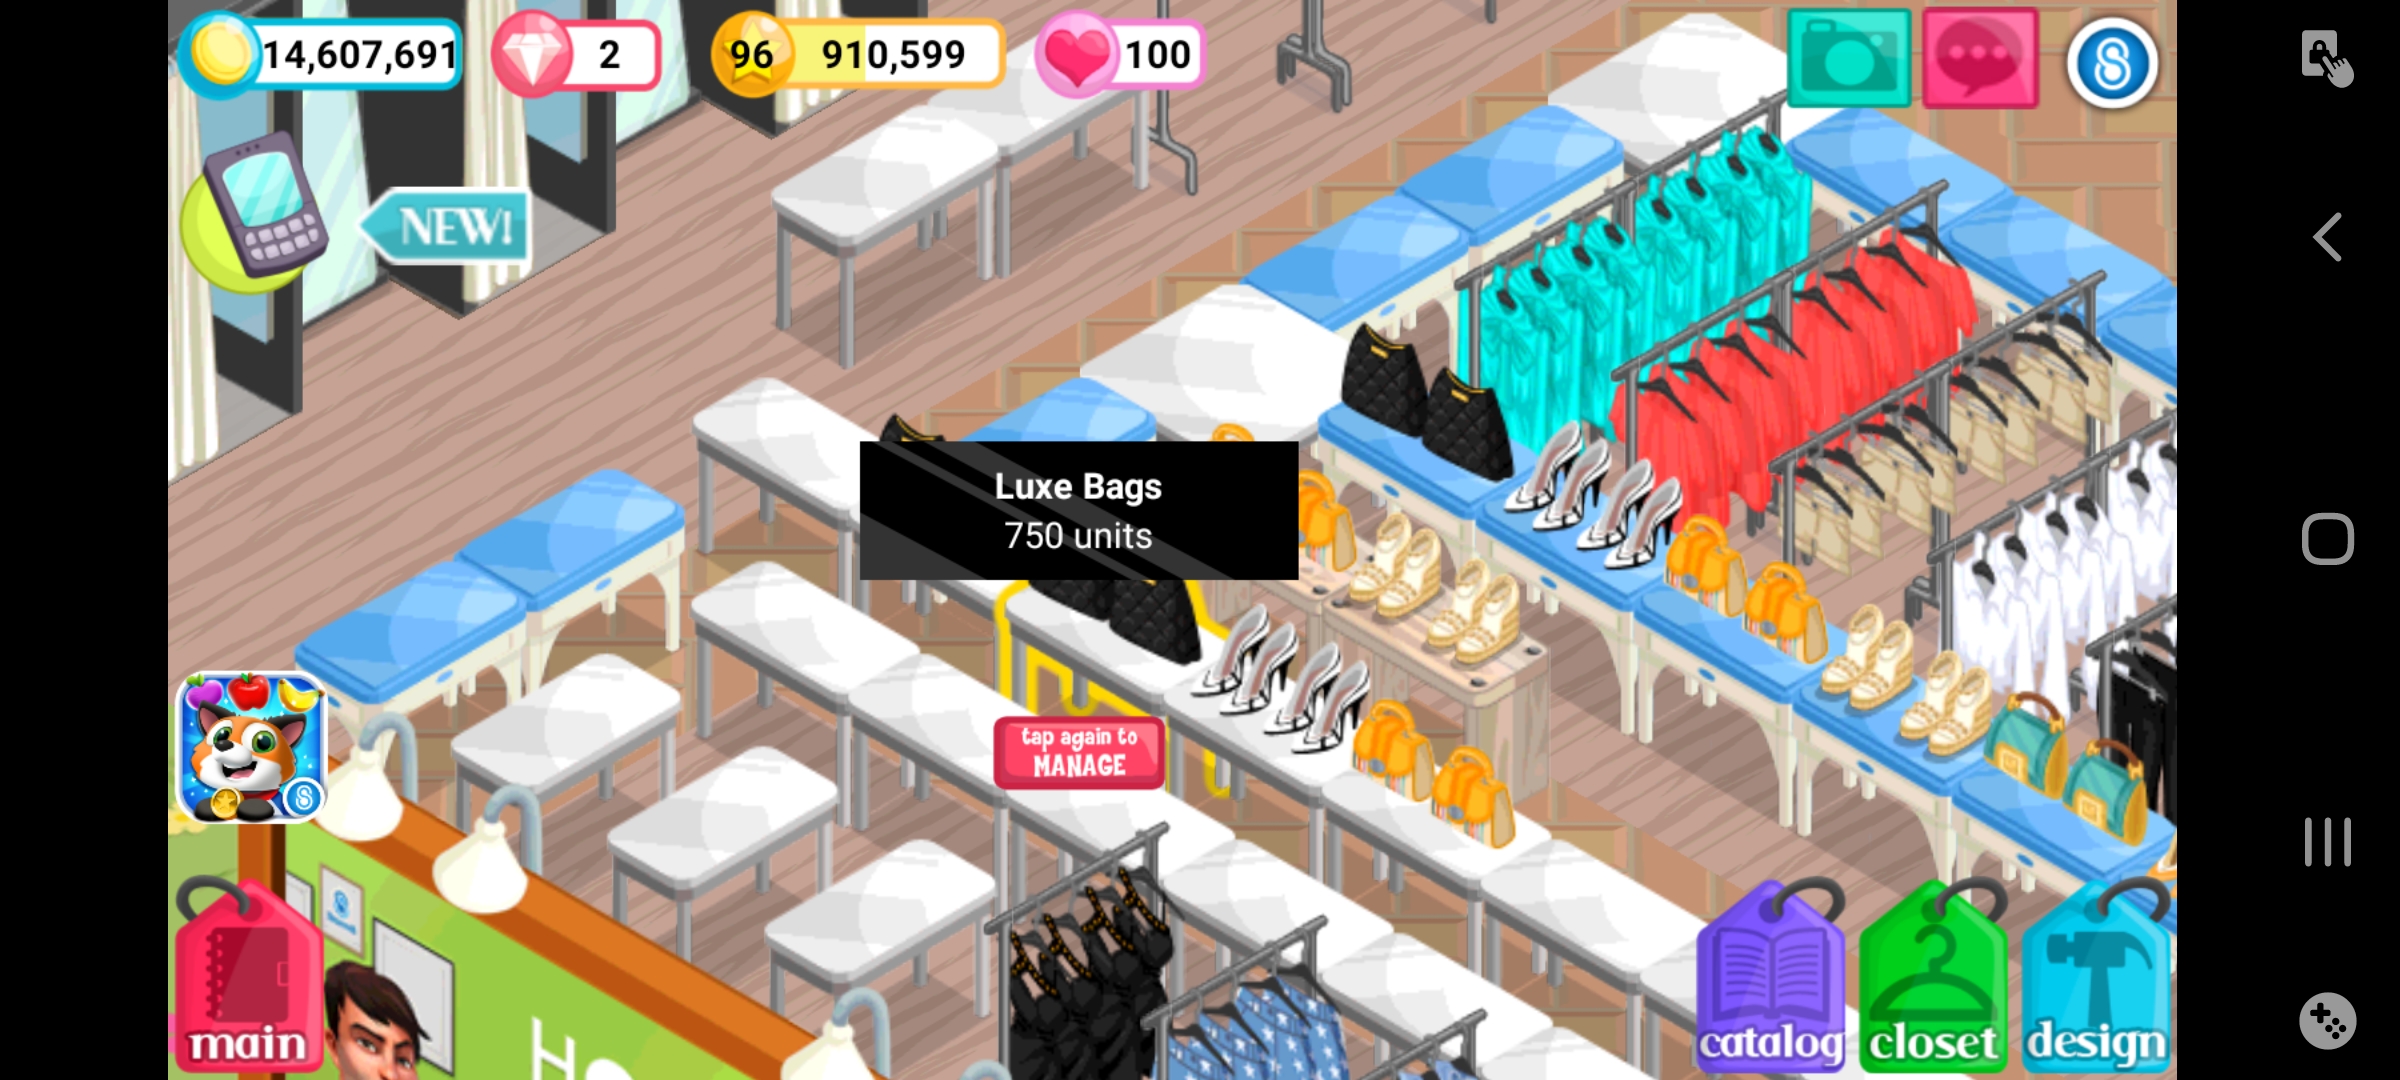 14,607,691
2
96
910,599
100
NEW!
Luxe Bags
750 units
tap again to
MANAGE
main
catalog
closet
design